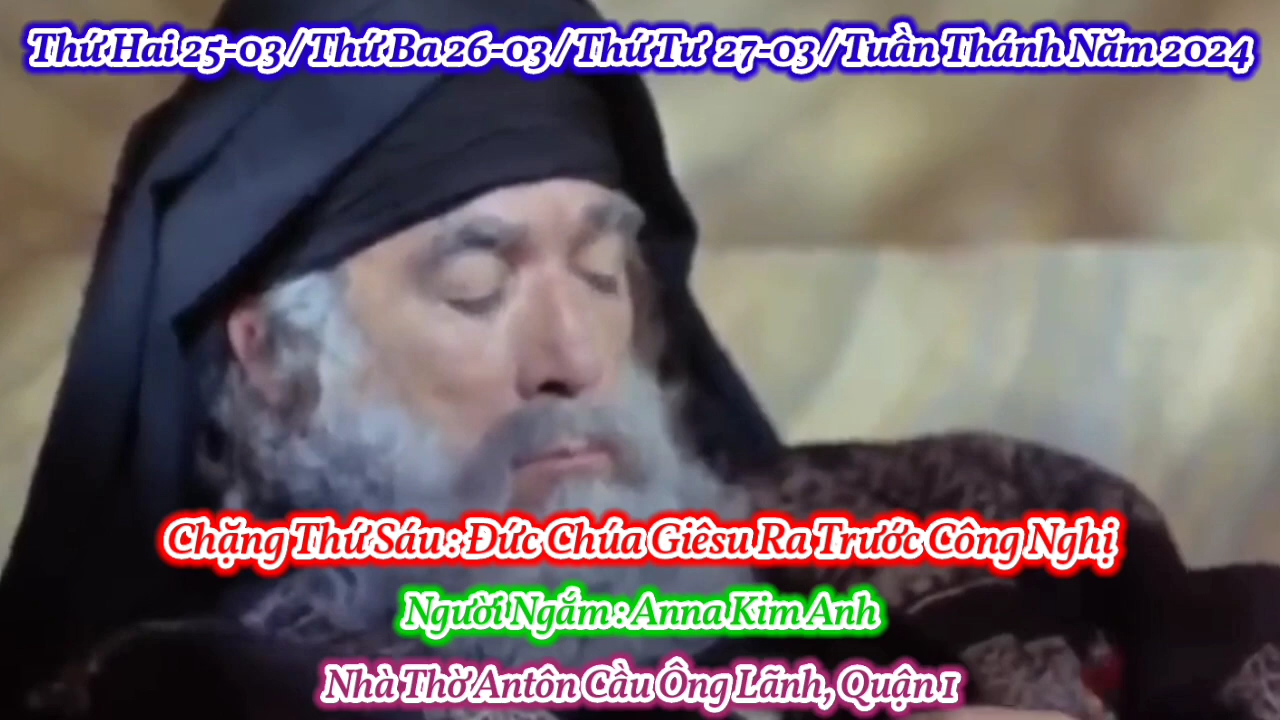 Thứ Hai 25-03 / Thứ Ba 26-03 / Thứ Tư 27-03 / Tuần Thánh Năm 2024
Chặng Thứ Sáu : Đức Chúa Giêsu Ra Trước Công Nghị
Người Ngắm : Anna Kim Anh
Nhà Thờ Antôn Cầu Ông Lãnh, Quận 1